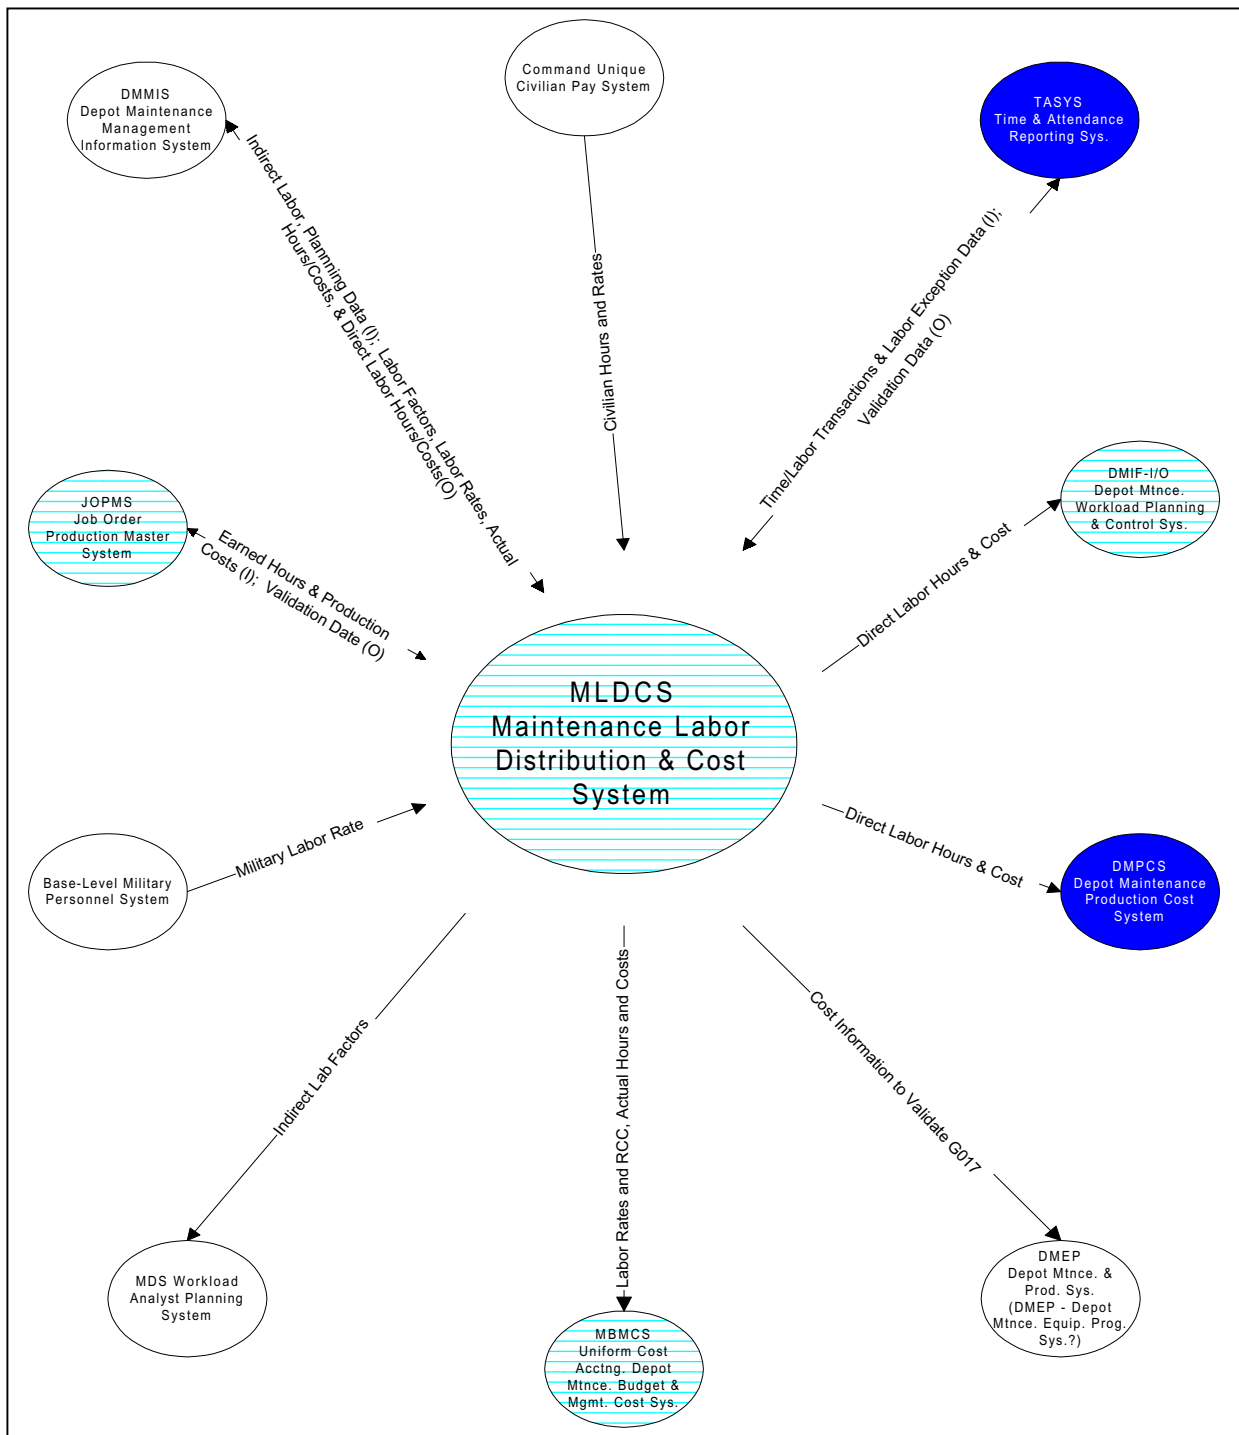 Command Unique
Civilian Pay System
DMMIS
Depot Maintenance
Management
Information System
TASYS
Time & Attendance
Reporting Sys.
Indirect Labor, Plannning Data (I);  Labor Factors, Labor Rates, Actual
Hours/Costs, & Direct Labor Hours/Costs(O)
Civilian Hours and Rates
Time/Labor Transactions & Labor Exception Data (I);
Validation Data (O)
JOPMS
Job Order
Production Master
System
Earned Hours & Production
Costs (I);  Validation Date (O)
DMIF-I/O
Depot Mtnce.
Workload Planning
& Control Sys.
Direct Labor Hours & Cost
MLDCS
Maintenance Labor
Distribution & Cost
System
Base-Level Military
Personnel System
Military Labor Rate
Direct Labor Hours & Cost
DMPCS
Depot Maintenance
Production Cost
System
Indirect Lab Factors
Labor Rates and RCC, Actual Hours and Costs
Cost Information to Validate G017
MDS Workload
Analyst Planning
System
MBMCS
Uniform Cost
Acctng. Depot
Mtnce. Budget &
Mgmt. Cost Sys.
DMEP
Depot Mtnce. &
Prod. Sys.
(DMEP - Depot
Mtnce. Equip. Prog.
Sys.?)